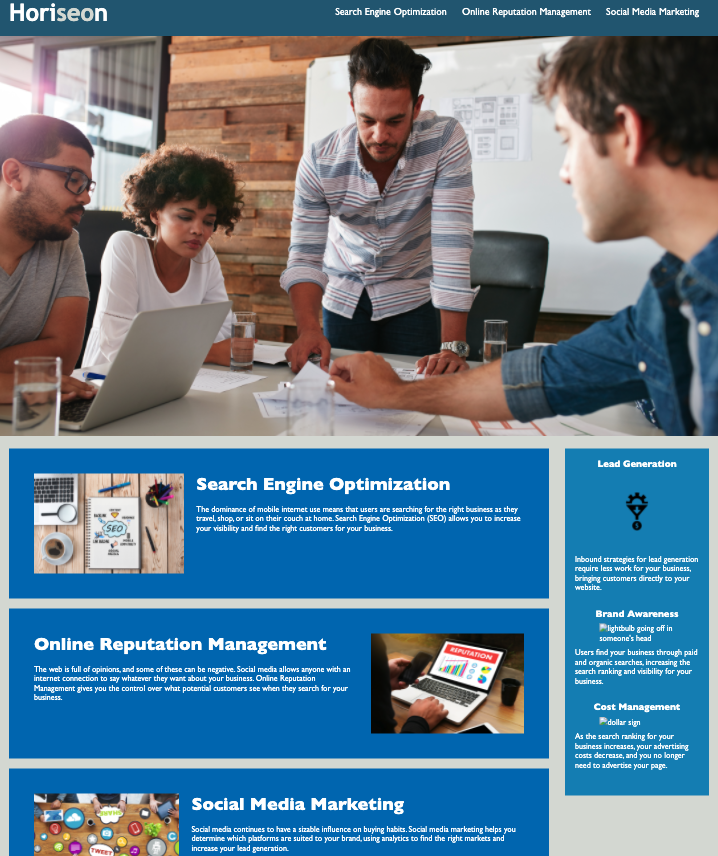 Horiseon
Search Engine Optimization
Online Reputation Management
Social Media Marketing
SEO
Search Engine Optimization
The dominance of mobile internet use means that users are searching for the right business as they
travel, shop, or sit on their couch at home. Search Engine Optimization (SEO) allows you to increase
your visibility and find the right customers for your business.
Online Reputation Management
The web is full of opinions, and some of these can be negative. Social media allows anyone with an
internet connection to say whatever they want about your business. Online Reputation
Management gives you the control over what potential customers see when they search for your
business.
REPUTATION
Social Media Marketing
Social media continues to have a sizable influence on buying habits. Social media marketing helps you
determine which platforms are suited to your brand, using analytics to find the right markets and
increase your lead generation.
TWEET
Lead Generation
Inbound strategies for lead generation
require less work for your business,
bringing customers directly to your
website.
Brand Awareness
lightbulb going off in
someone's head
Users find your business through paid
and organic searches, increasing the
search ranking and visibility for your
business.
Cost Management
dollar sign
As the search ranking for your
business increases, your advertising
costs decrease, and you no longer
need to advertise your page.